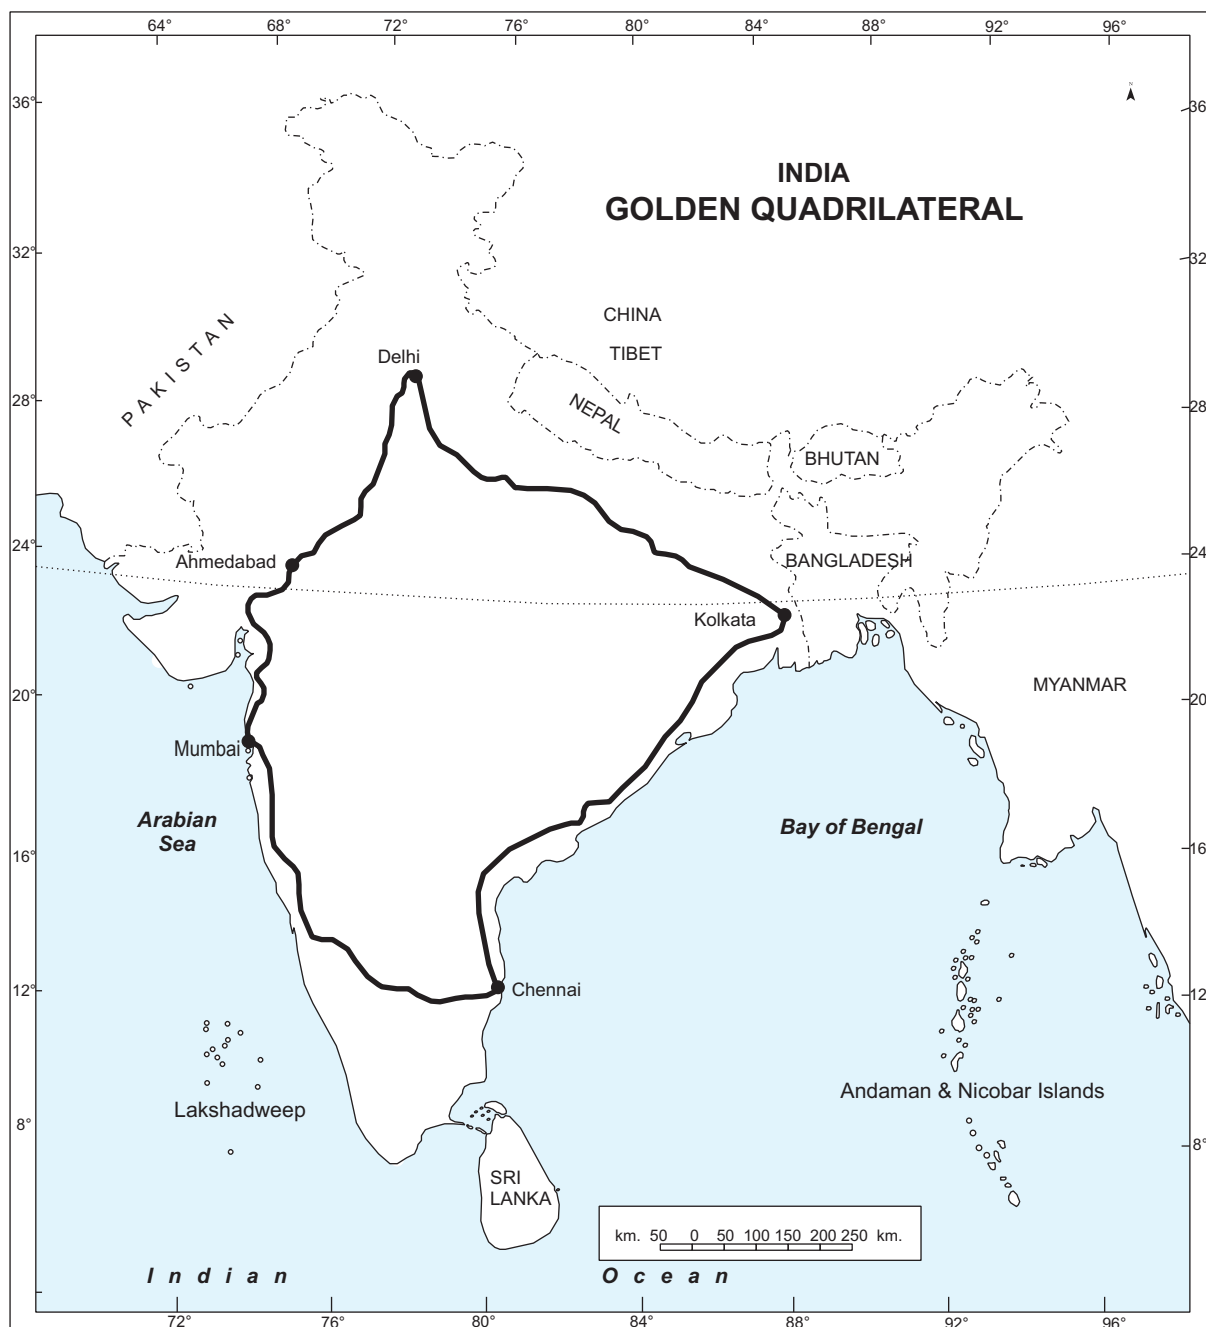 64° 68° 72° 76° 80° 84° 88° 92° 96°
N
36° 36
INDIA
GOLDEN QUADRILATERAL
32° 32
CHINA
TIBET
PAKISTAN
Delhi
NEPAL
28° 28
BHUTAN
24° 24
Ahmedabad
BANGLADESH
Kolkata
MYANMAR
20° 20
Mumbai
Arabian
Sea
Bay of Bengal
16° 16
12° 12
Chennai
Andaman & Nicobar Islands
Lakshadweep
8° 8°
SRI
LANKA
km. 50 0 50 100 150 200 250 km.
Indian Ocean
72° 76° 80° 84° 88° 92° 96°